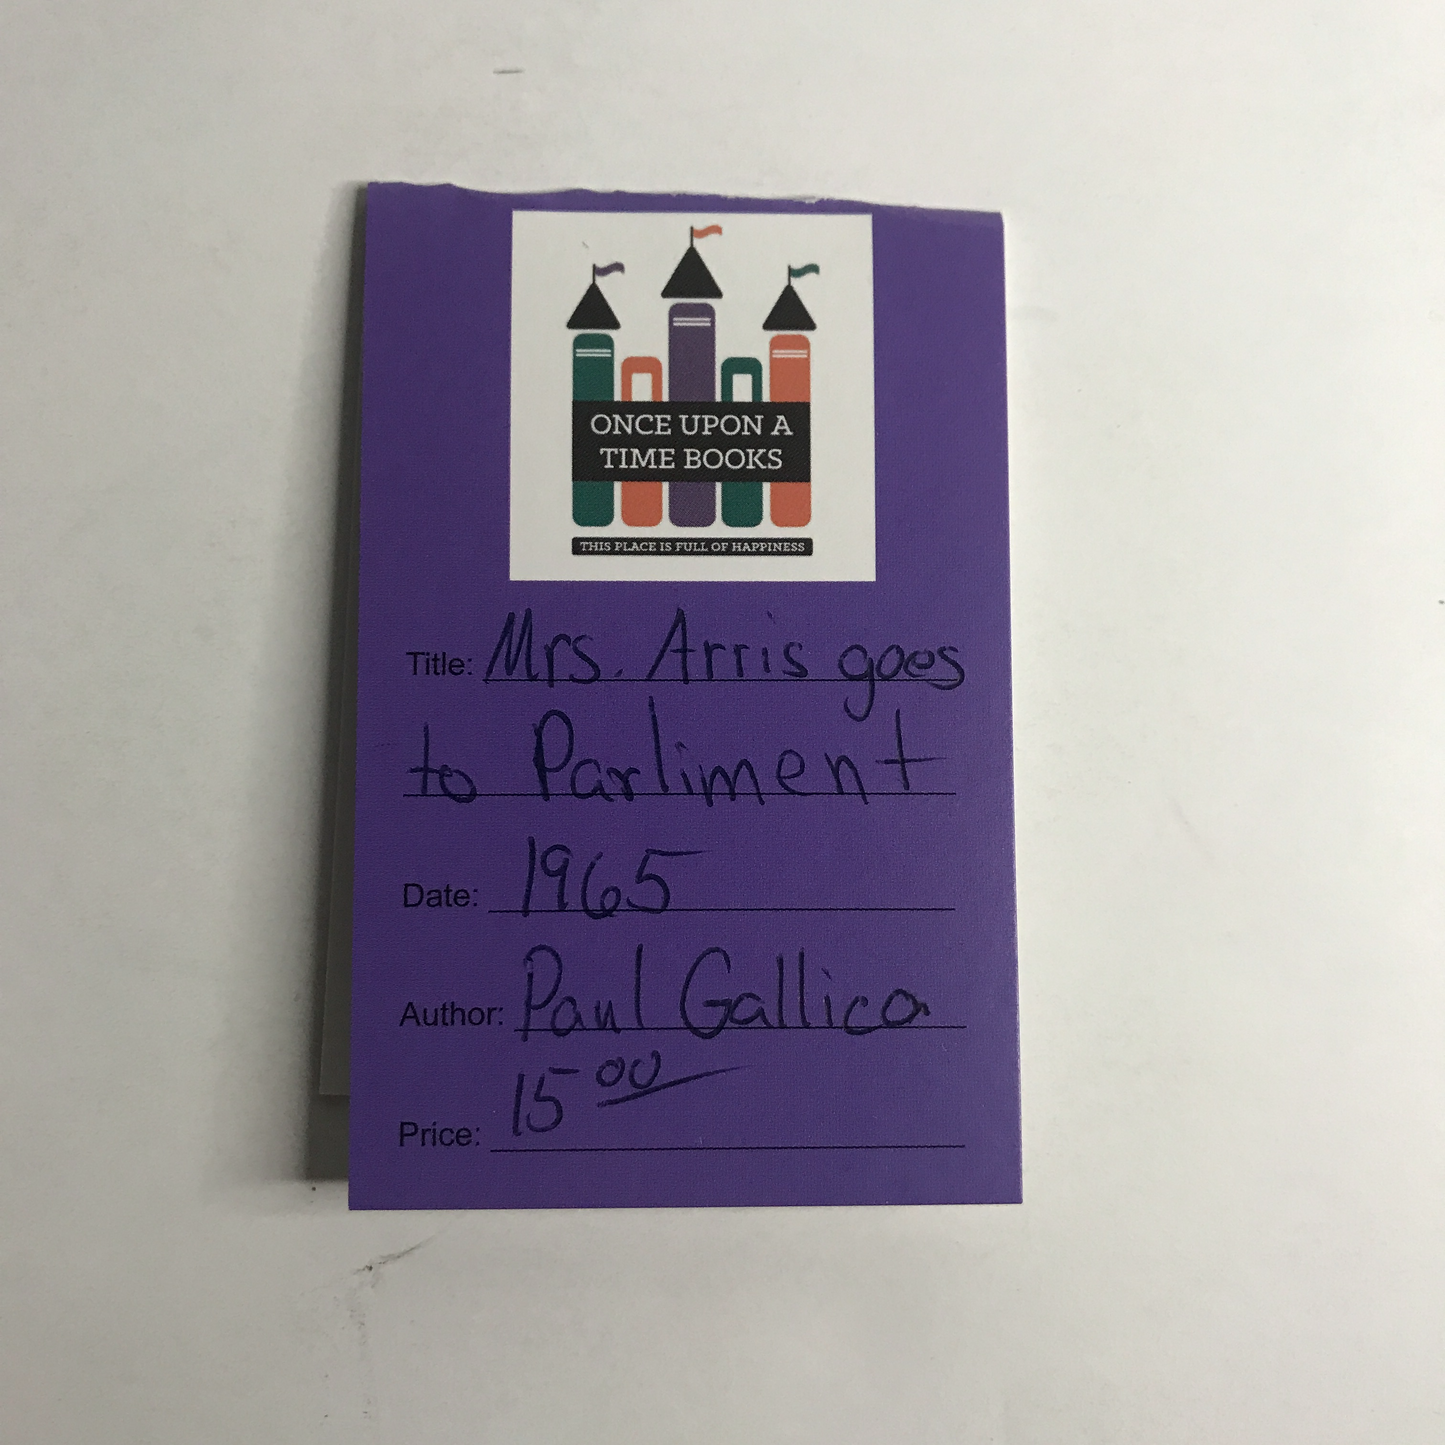 ONCE UPON A
TIME BOOKS
THIS PLACE IS FULL OF HAPPINESS
Title: Mrs. Arris goes
to Parliment
Date: 1965
Author: Paul Gallico
Price: 15 00